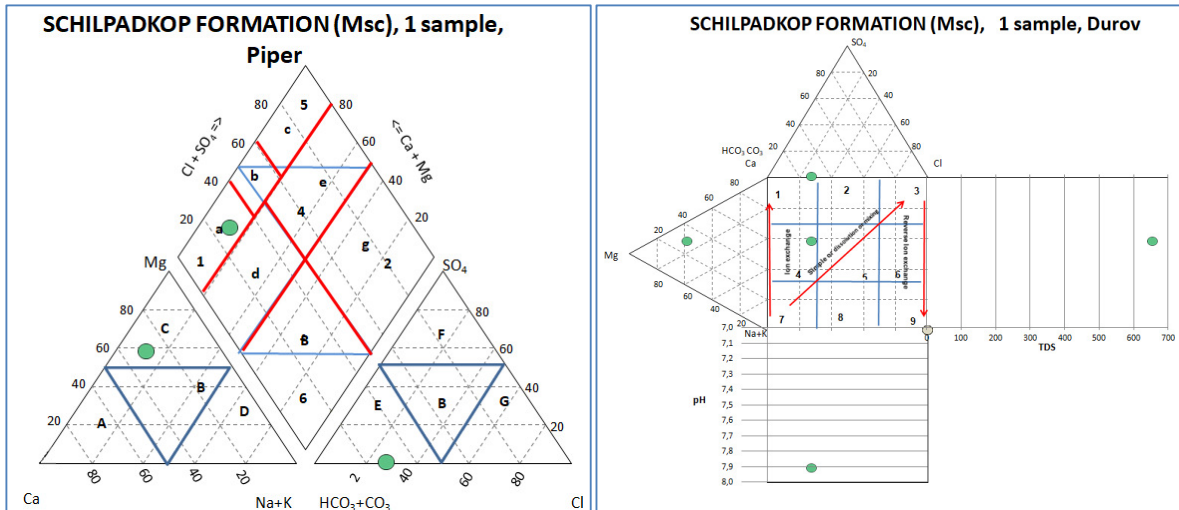 SCHILPADKOP FORMATION (Msc), 1 sample,
Piper
80 5 80
c
60 60
Cl + SO₄ =>
<= Ca + Mg
40 b e 40
4
20 a 20
g
Mg 1 d 2 SO₄
80 80
C 6 F
60 60
40 B E B G 40
A D
20 20
80 60 40 20 2 40 60 80
Ca Na+K HCO₃+CO₃ Cl
SCHILPADKOP FORMATION (Msc), 1 sample, Durov
SO₄
80 20
60 40
40 60
HCO₃ CO₃ 20 80
Ca Cl
80 1 2 3
60
40
20
Mg
Ion exchange
Simple or dissolution or mixing
Reverse Ion exchange
4 5 6
80
60
40
20 7 8 9
Na+K
7,0 0 100 200 300 400 500 600 700
TDS
7,1
7,2
7,3
7,4
pH
7,5
7,6
7,7
7,8
7,9
8,0